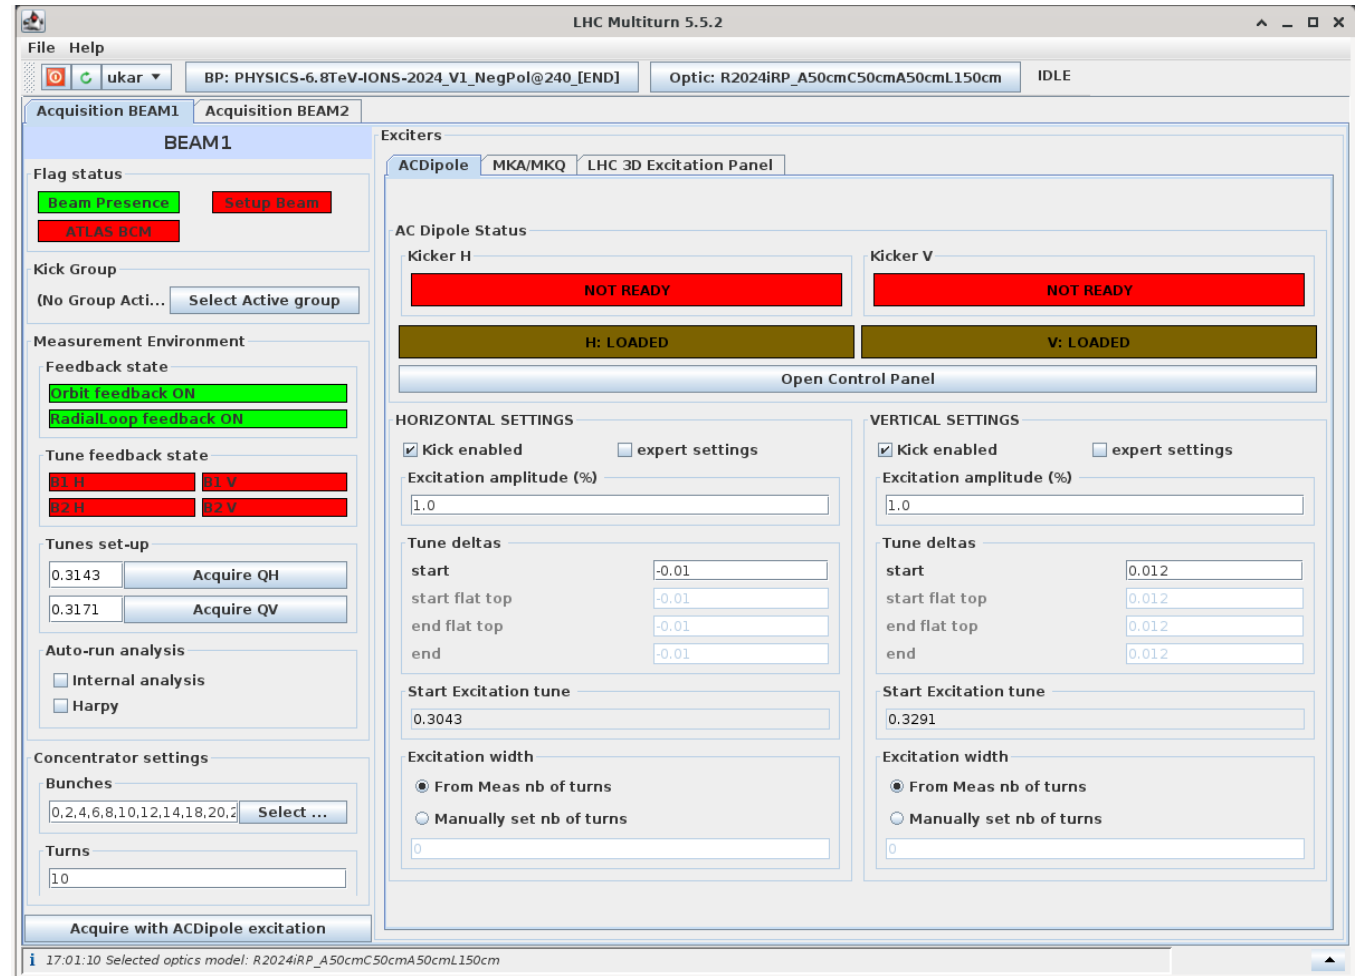 LHC Multiturn 5.5.2
File Help
ukar BP: PHYSICS-6.8TeV-IONS-2024_V1_NegPol@240_[END] Optic: R2024iRP_A50cmC50cmA50cmL150cm IDLE
Acquisition BEAM1 Acquisition BEAM2
BEAM1
Flag status
Beam Presence Setup Beam
ATLAS BCM
Kick Group
(No Group Acti... Select Active group
Measurement Environment
Feedback state
Orbit feedback ON
RadialLoop feedback ON
Tune feedback state
B1 H B1 V
B2 H B2 V
Tunes set-up
0.3143 Acquire QH
0.3171 Acquire QV
Auto-run analysis
Internal analysis
Harpy
Concentrator settings
Bunches
0,2,4,6,8,10,12,14,18,20,2 Select ...
Turns
10
Acquire with ACDipole excitation
Exciters
ACDipole MKA/MKQ LHC 3D Excitation Panel
AC Dipole Status
Kicker H
NOT READY
Kicker V
NOT READY
H: LOADED V: LOADED
Open Control Panel
HORIZONTAL SETTINGS
Kick enabled expert settings
Excitation amplitude (%)
1.0
Tune deltas
start -0.01
start flat top -0.01
end flat top -0.01
end -0.01
Start Excitation tune
0.3043
Excitation width
From Meas nb of turns
Manually set nb of turns
0
VERTICAL SETTINGS
Kick enabled expert settings
Excitation amplitude (%)
1.0
Tune deltas
start 0.012
start flat top 0.012
end flat top 0.012
end 0.012
Start Excitation tune
0.3291
Excitation width
From Meas nb of turns
Manually set nb of turns
0
17:01:10 Selected optics model: R2024iRP_A50cmC50cmA50cmL150cm